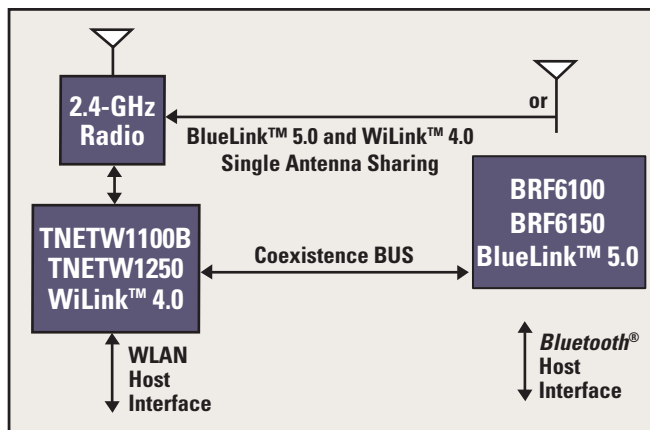 2.4-GHz
Radio
or
BlueLink™ 5.0 and WiLink™ 4.0
Single Antenna Sharing
BRF6100
BRF6150
BlueLink™ 5.0
TNETW1100B
TNETW1250
WiLink™ 4.0
Coexistence BUS
WLAN
Host
Interface
Bluetooth®
Host
Interface